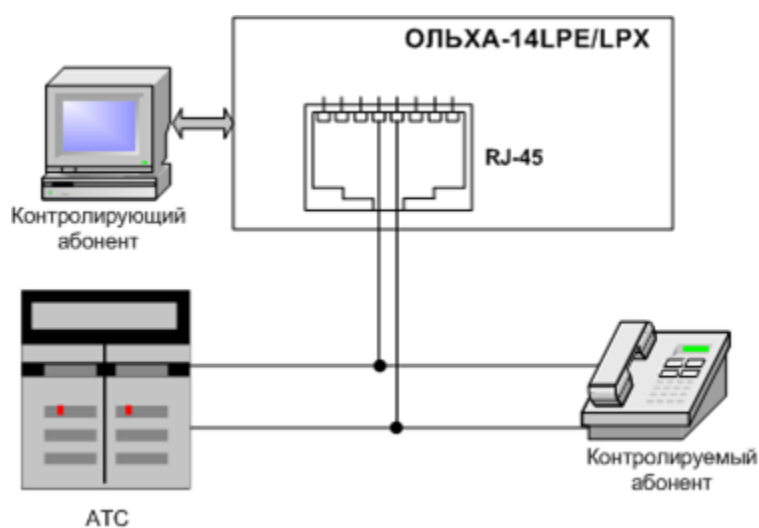 ОЛЬХА-14LPE/LPX
RJ-45
Контролирующий
абонент
Контролируемый
абонент
АТС